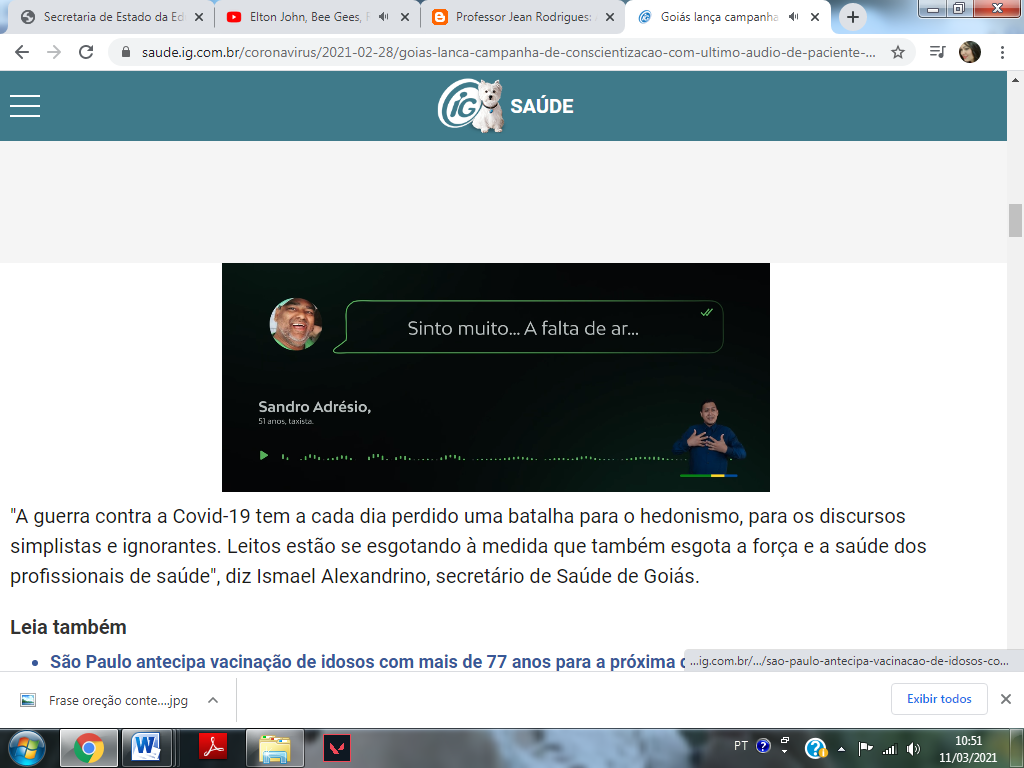 Secretaria de Estado da Ed
Elton John, Bee Gees,
Professor Jean Rodrigues:
Goiás lança campanha
saude.ig.com.br/coronavirus/2021-02-28/goias-lanca-campanha-de-conscientizacao-com-ultimo-audio-de-paciente-...
iG SAÚDE
Sinto muito... A falta de ar...
Sandro Adrésio,
51 anos, taxista.
"A guerra contra a Covid-19 tem a cada dia perdido uma batalha para o hedonismo, para os discursos
simplistas e ignorantes. Leitos estão se esgotando à medida que também esgota a força e a saúde dos
profissionais de saúde", diz Ismael Alexandrino, secretário de Saúde de Goiás.
Leia também
São Paulo antecipa vacinação de idosos com mais de 77 anos para a próxima
...ig.com.br/.../sao-paulo-antecipa-vacinacao-de-idosos-co...
Frase oreção conte....jpg
Exibir todos
PT
10:51
11/03/2021